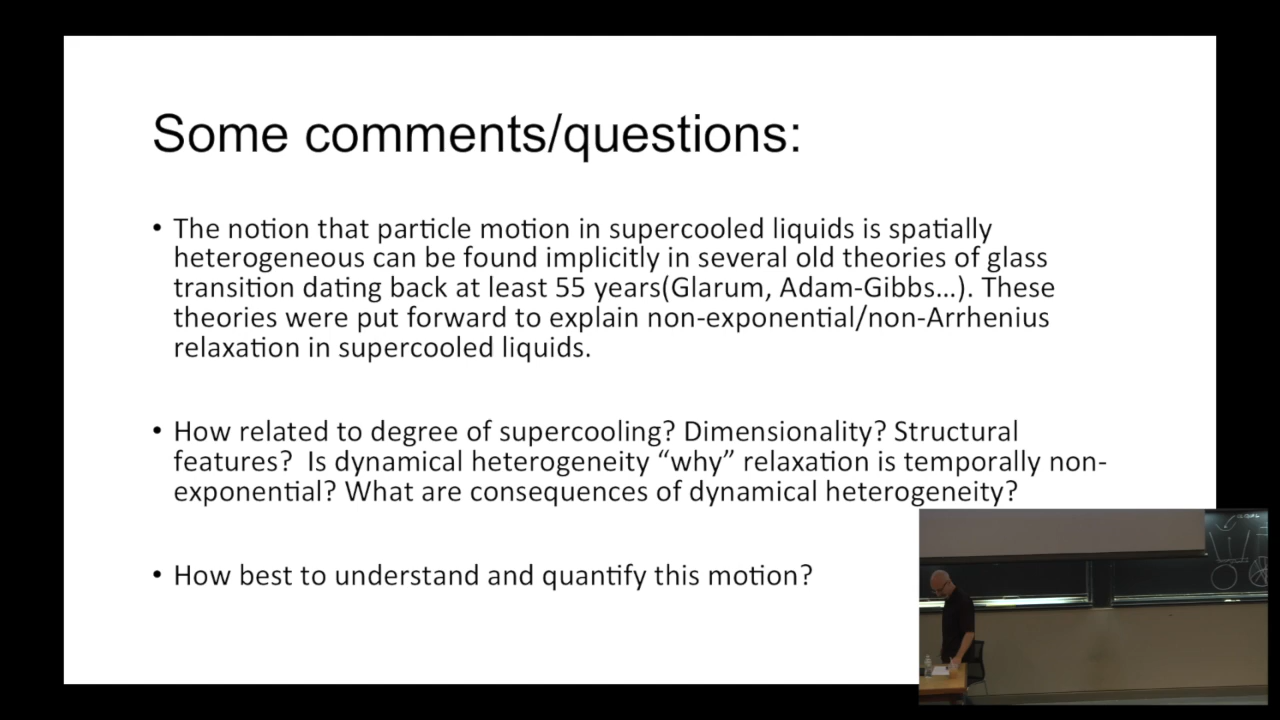 Some comments/questions:
• The notion that particle motion in supercooled liquids is spatially
heterogeneous can be found implicitly in several old theories of glass
transition dating back at least 55 years(Glarum, Adam-Gibbs…). These
theories were put forward to explain non-exponential/non-Arrhenius
relaxation in supercooled liquids.
• How related to degree of supercooling? Dimensionality? Structural
features?  Is dynamical heterogeneity “why” relaxation is temporally non-
exponential? What are consequences of dynamical heterogeneity?
• How best to understand and quantify this motion?